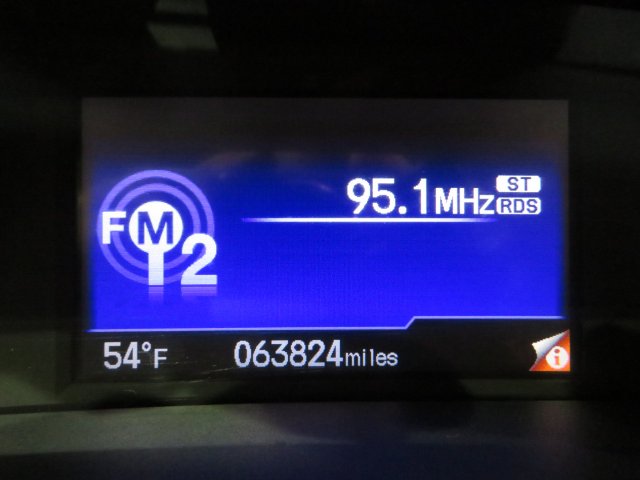 95.1MHz ST
RDS
FM
2
54°F 063824miles
i